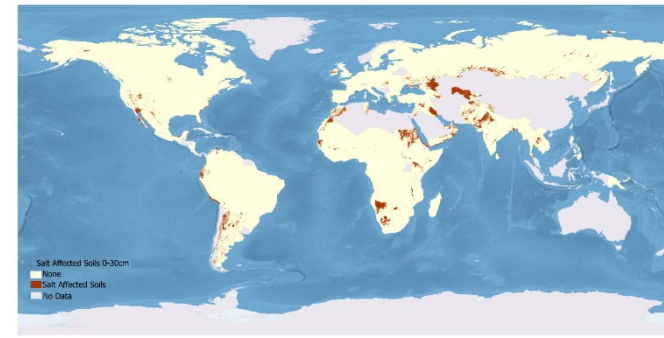 Salt Affected Soils 0-30cm
None
Salt Affected Soils
No Data